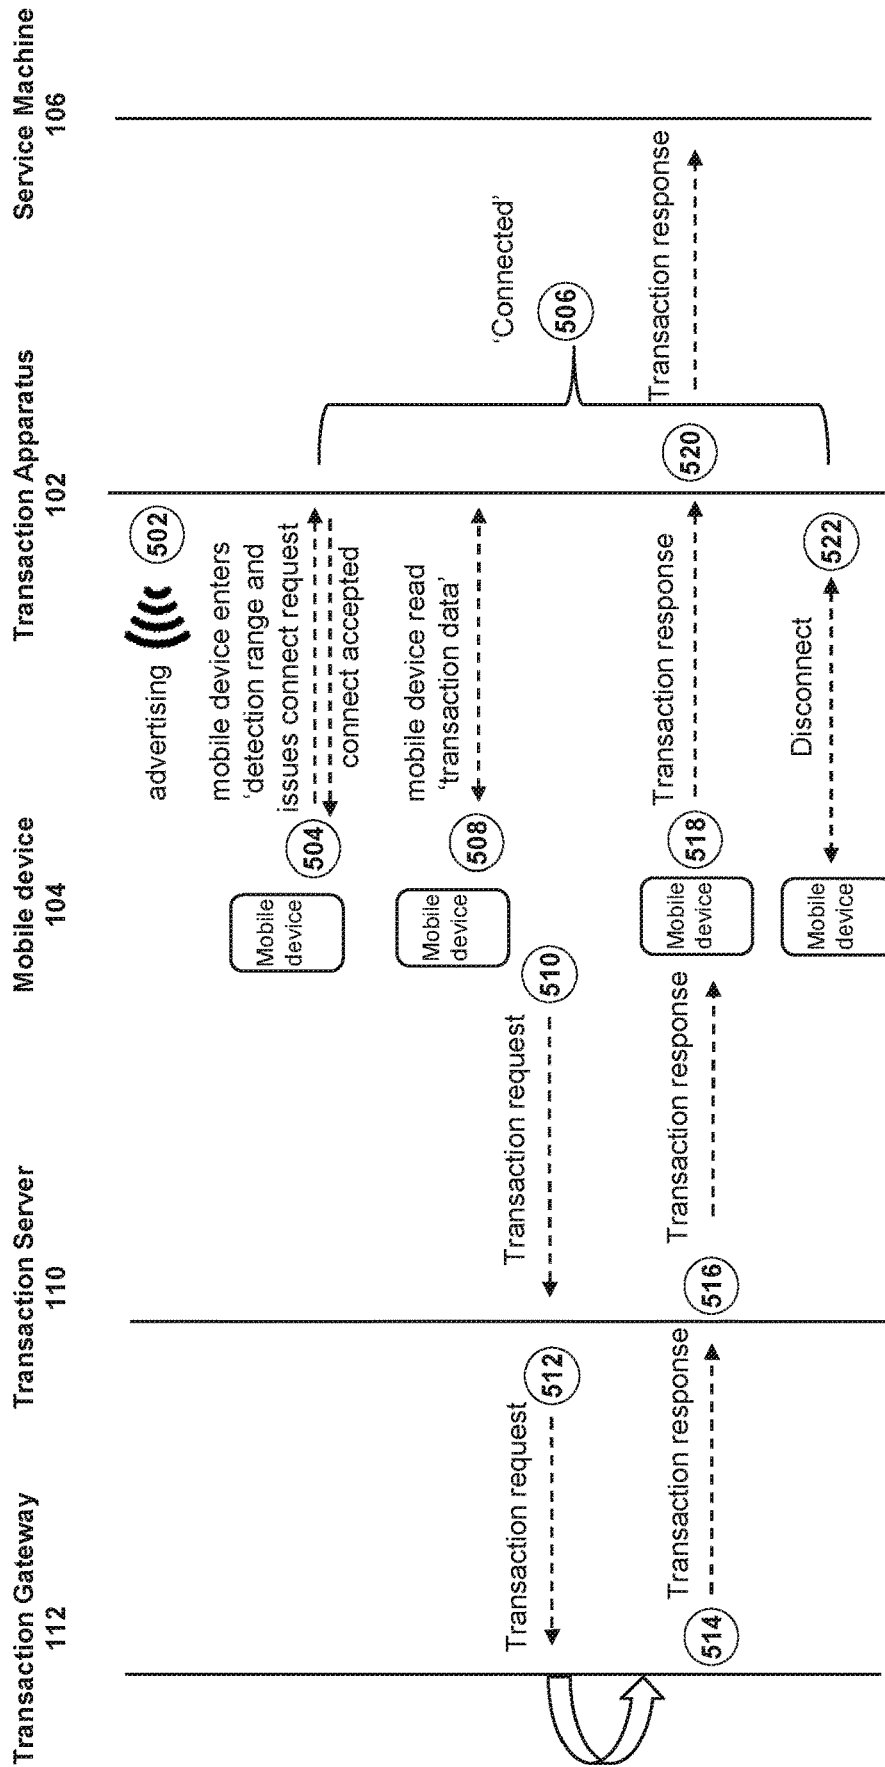 Transaction Gateway
112
Transaction Server
110
Mobile device
104
Transaction Apparatus
102
Service Machine
106
advertising
502
mobile device enters
'detection range and
issues connect request
connect accepted
504
Mobile
device
'Connected'
506
mobile device read
'transaction data'
508
Mobile
device
510
Transaction request
512
Transaction request
514
Transaction response
516
Transaction response
Mobile
device
518
Transaction response
520
Transaction response
Mobile
device
Disconnect
522